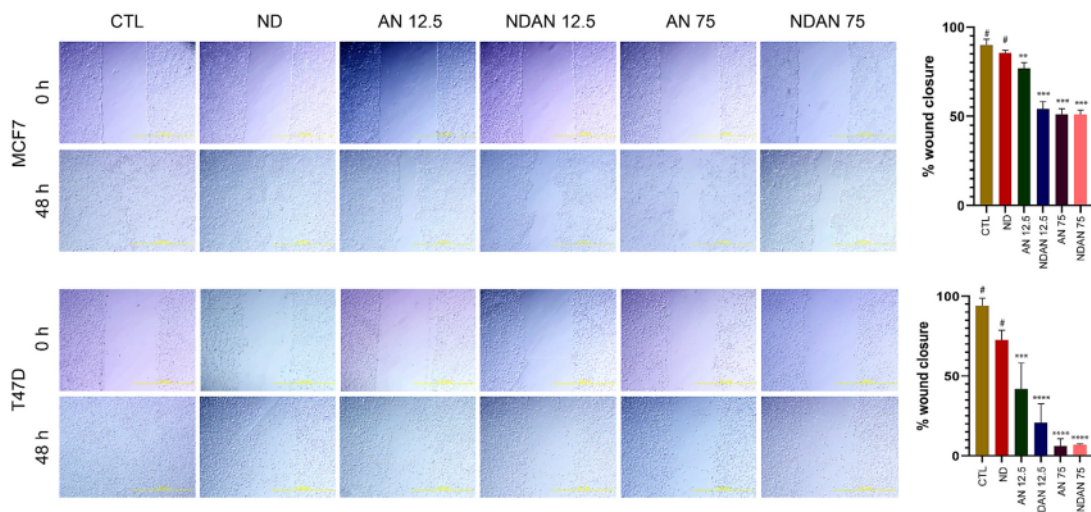 CTL ND AN 12.5 NDAN 12.5 AN 75 NDAN 75
MCF7
0 h
48 h
% wound closure
100
50
0
#
#
**
***
***
***
CTL
ND
AN 12.5
NDAN 12.5
AN 75
NDAN 75
T47D
0 h
48 h
% wound closure
100
50
0
#
#
***
****
****
****
CTL
ND
AN 12.5
NDAN 12.5
AN 75
NDAN 75